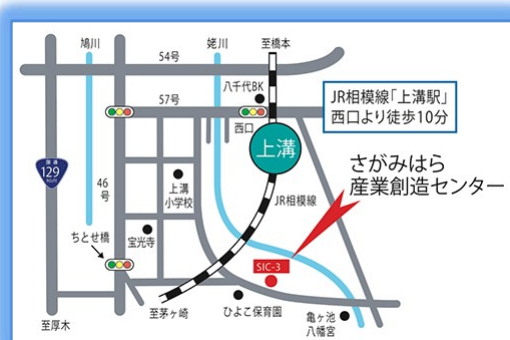 鳩川
姥川
至橋本
54号
八千代BK
57号
西口
JR相模線「上溝駅」
西口より徒歩10分
上溝
国道
129
ROUTE
46号
上溝
小学校
JR相模線
さがみはら
産業創造センター
ちとせ橋
宝光寺
SIC-3
至厚木
至茅ヶ崎
ひよこ保育園
亀ヶ池
八幡宮